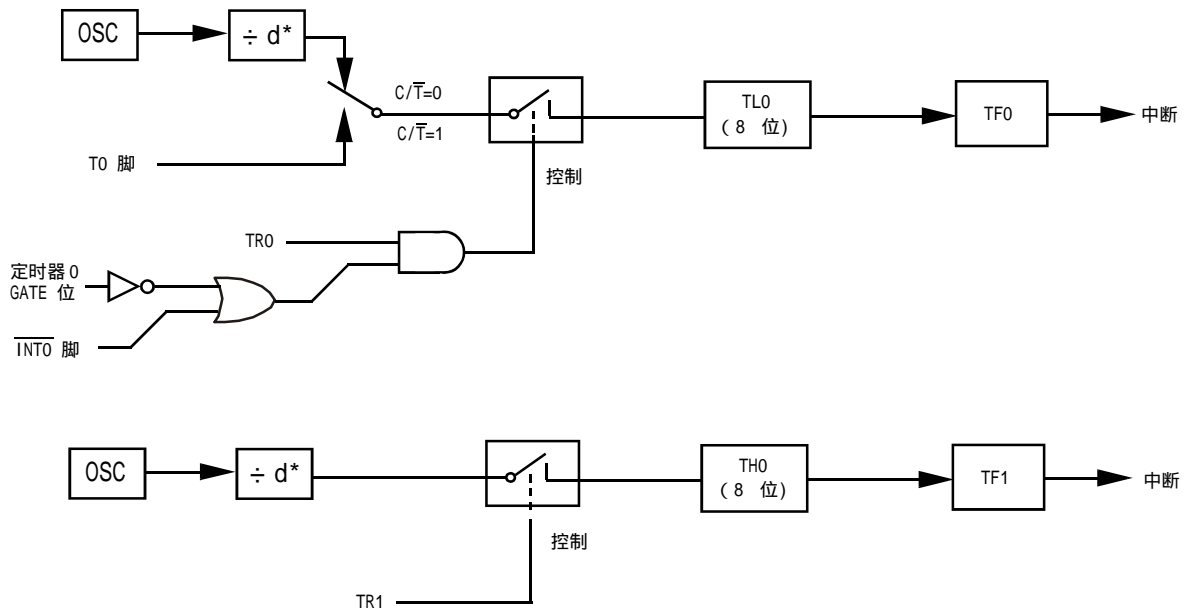 OSC
÷ d*
C/T̅=0
C/T̅=1
T0 脚
控制
TL0
(8 位)
TF0
中断
TR0
定时器0
GATE 位
I̅N̅T̅0̅ 脚
OSC
÷ d*
控制
TH0
(8 位)
TF1
中断
TR1